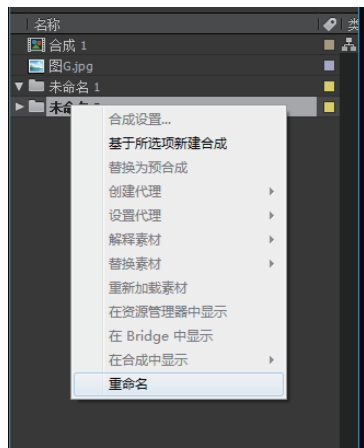 名称 类
合成 1
图G.jpg
未命名 1
未命
合成设置...
基于所选项新建合成
替换为预合成
创建代理
设置代理
解释素材
替换素材
重新加载素材
在资源管理器中显示
在 Bridge 中显示
在合成中显示
重命名